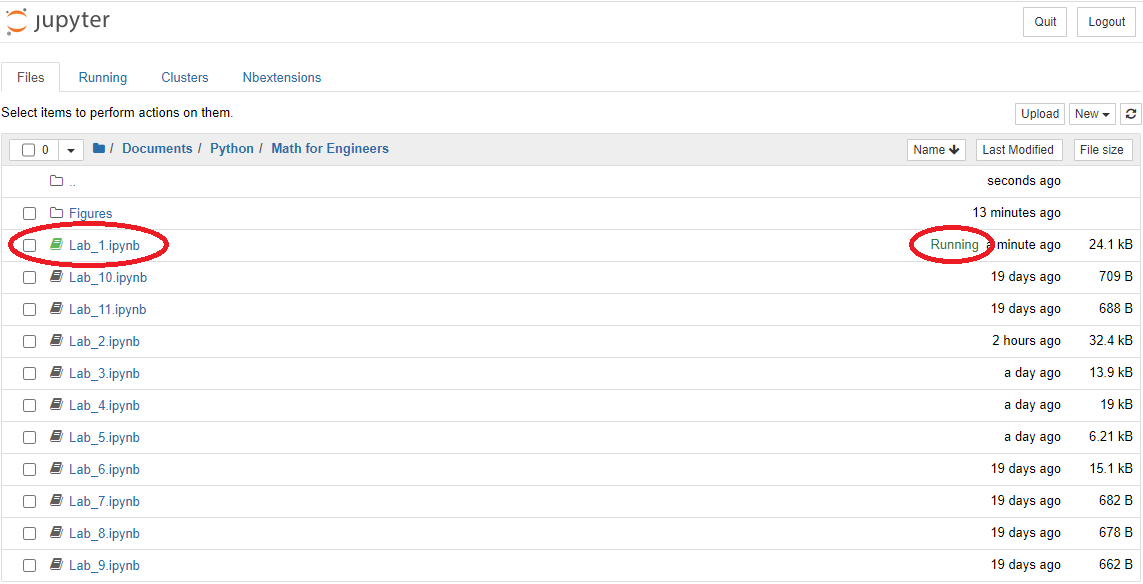 jupyter Quit Logout
Files Running Clusters Nbextensions
Select items to perform actions on them. Upload New
0 / Documents / Python / Math for Engineers Name Last Modified File size
.. seconds ago
Figures 13 minutes ago
Lab_1.ipynb Running a minute ago 24.1 kB
Lab_10.ipynb 19 days ago 709 B
Lab_11.ipynb 19 days ago 688 B
Lab_2.ipynb 2 hours ago 32.4 kB
Lab_3.ipynb a day ago 13.9 kB
Lab_4.ipynb a day ago 19 kB
Lab_5.ipynb a day ago 6.21 kB
Lab_6.ipynb 19 days ago 15.1 kB
Lab_7.ipynb 19 days ago 682 B
Lab_8.ipynb 19 days ago 678 B
Lab_9.ipynb 19 days ago 662 B